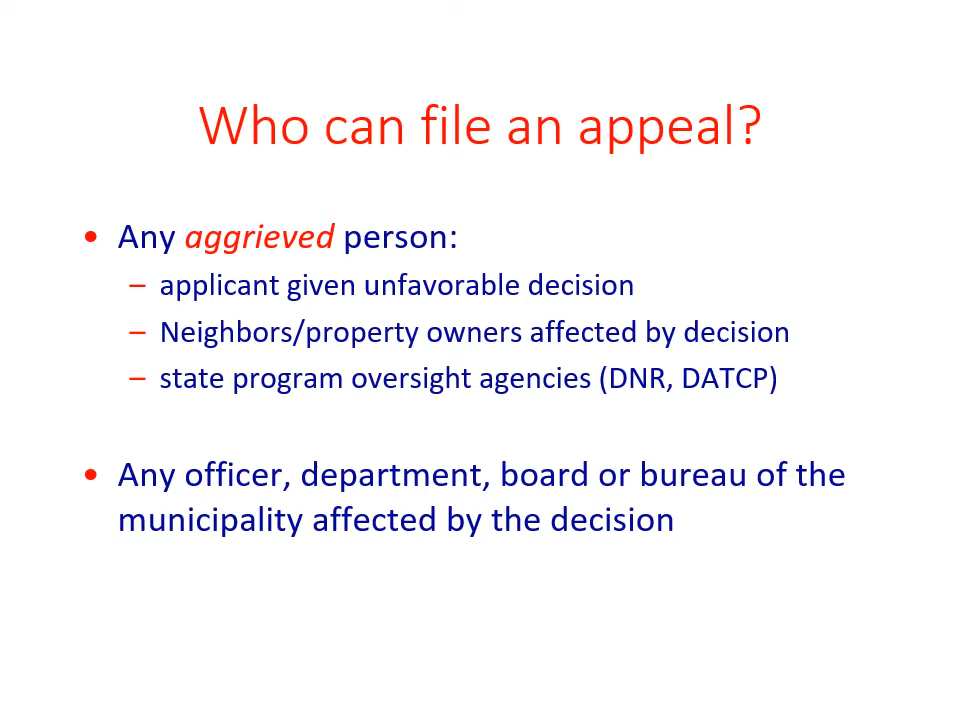 Who can file an appeal?
• Any aggrieved person:
– applicant given unfavorable decision
– Neighbors/property owners affected by decision
– state program oversight agencies (DNR, DATCP)
• Any officer, department, board or bureau of the
municipality affected by the decision